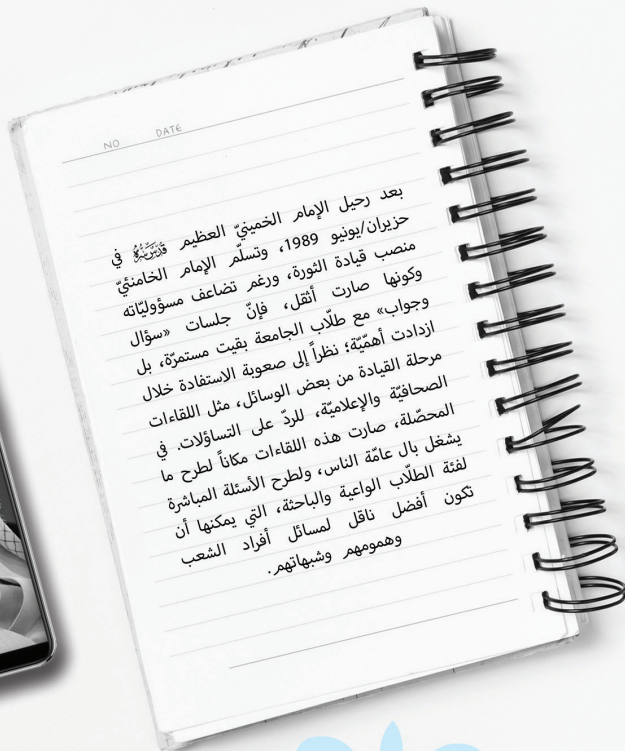 NO DATE
بعد رحيل الإمام الخمينيّ العظيم قدّس سرّه في
حزيران/يونيو 1989، وتسلّم الإمام الخامنئيّ
منصب قيادة الثورة، ورغم تضاعف مسؤوليّاته
وكونها صارت أثقل، فإنّ جلسات «سؤال
وجواب» مع طلّاب الجامعة بقيت مستمرّة، بل
ازدادت أهمّيّة؛ نظراً إلى صعوبة الاستفادة خلال
مرحلة القيادة من بعض الوسائل، مثل اللقاءات
الصحافيّة والإعلاميّة، للردّ على التساؤلات. في
المحصّلة، صارت هذه اللقاءات مكاناً لطرح ما
يشغل بال عامّة الناس، ولطرح الأسئلة المباشرة
لفئة الطلّاب الواعية والباحثة، التي يمكنها أن
تكون أفضل ناقل لمسائل أفراد الشعب
وهمومهم وشبهاتهم.